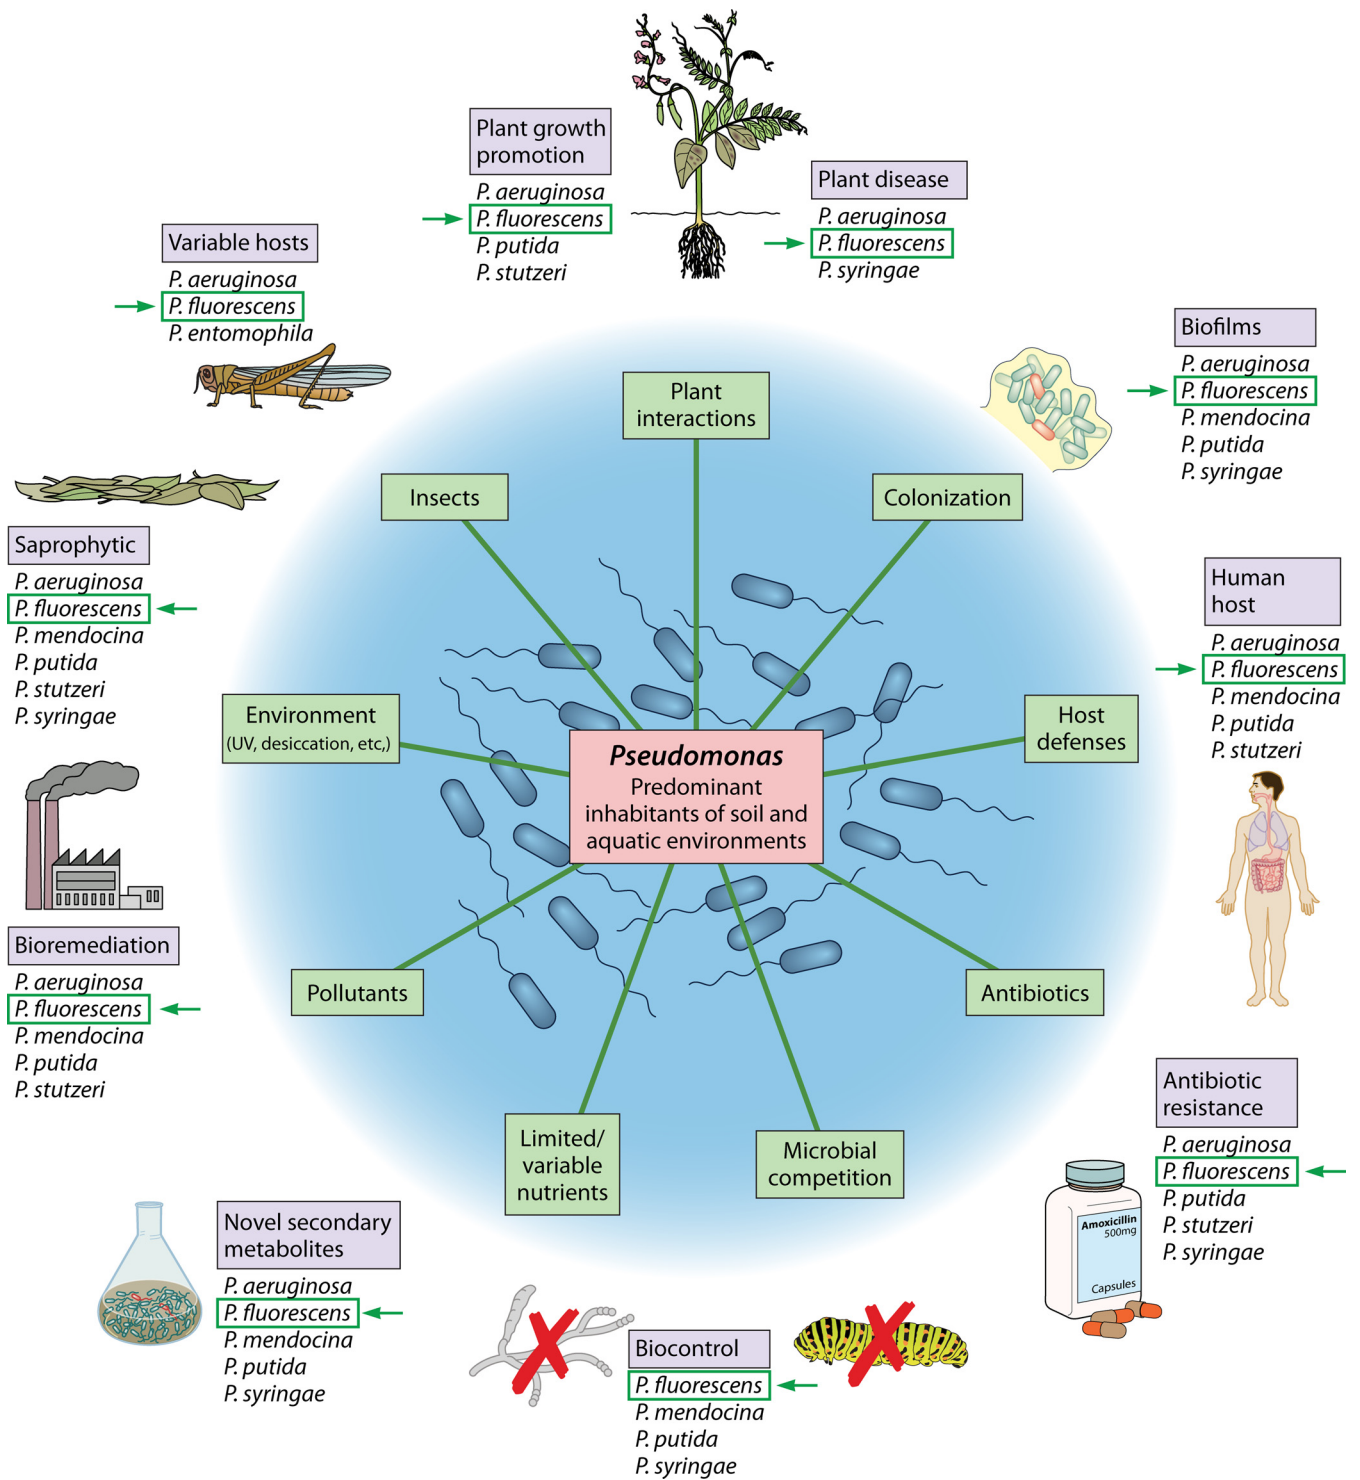 Plant growth
promotion
P. aeruginosa
P. fluorescens
P. putida
P. stutzeri
Plant disease
P. aeruginosa
P. fluorescens
P. syringae
Variable hosts
P. aeruginosa
P. fluorescens
P. entomophila
Biofilms
P. aeruginosa
P. fluorescens
P. mendocina
P. putida
P. syringae
Plant
interactions
Insects
Colonization
Saprophytic
P. aeruginosa
P. fluorescens
P. mendocina
P. putida
P. stutzeri
P. syringae
Human
host
P. aeruginosa
P. fluorescens
P. mendocina
P. putida
P. stutzeri
Environment
(UV, desiccation, etc,)
Host
defenses
Pseudomonas
Predominant
inhabitants of soil and
aquatic environments
Bioremediation
P. aeruginosa
P. fluorescens
P. mendocina
P. putida
P. stutzeri
Pollutants
Antibiotics
Limited/
variable
nutrients
Microbial
competition
Antibiotic
resistance
P. aeruginosa
P. fluorescens
P. putida
P. stutzeri
P. syringae
Amoxicillin
500mg
Capsules
Novel secondary
metabolites
P. aeruginosa
P. fluorescens
P. mendocina
P. putida
P. syringae
Biocontrol
P. fluorescens
P. mendocina
P. putida
P. syringae